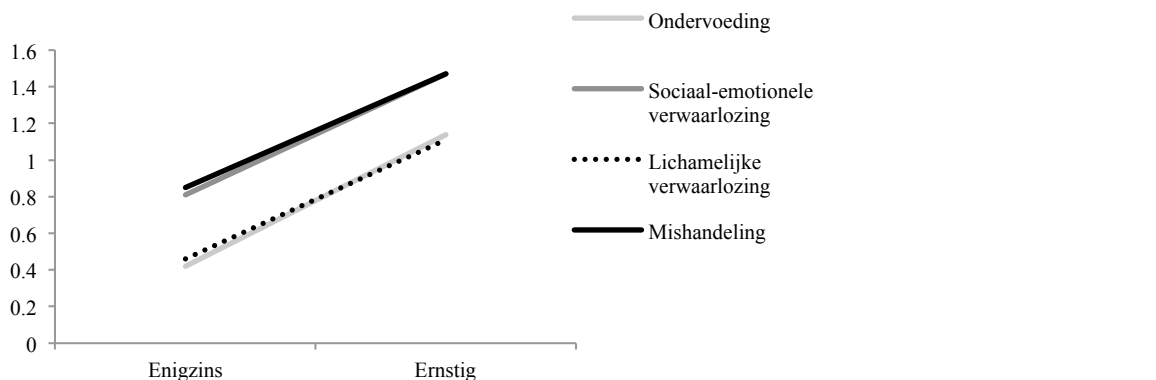 Ondervoeding
Sociaal-emotionele
verwaarlozing
Lichamelijke
verwaarlozing
Mishandeling
1.6
1.4
1.2
1
0.8
0.6
0.4
0.2
0
Enigzins
Ernstig